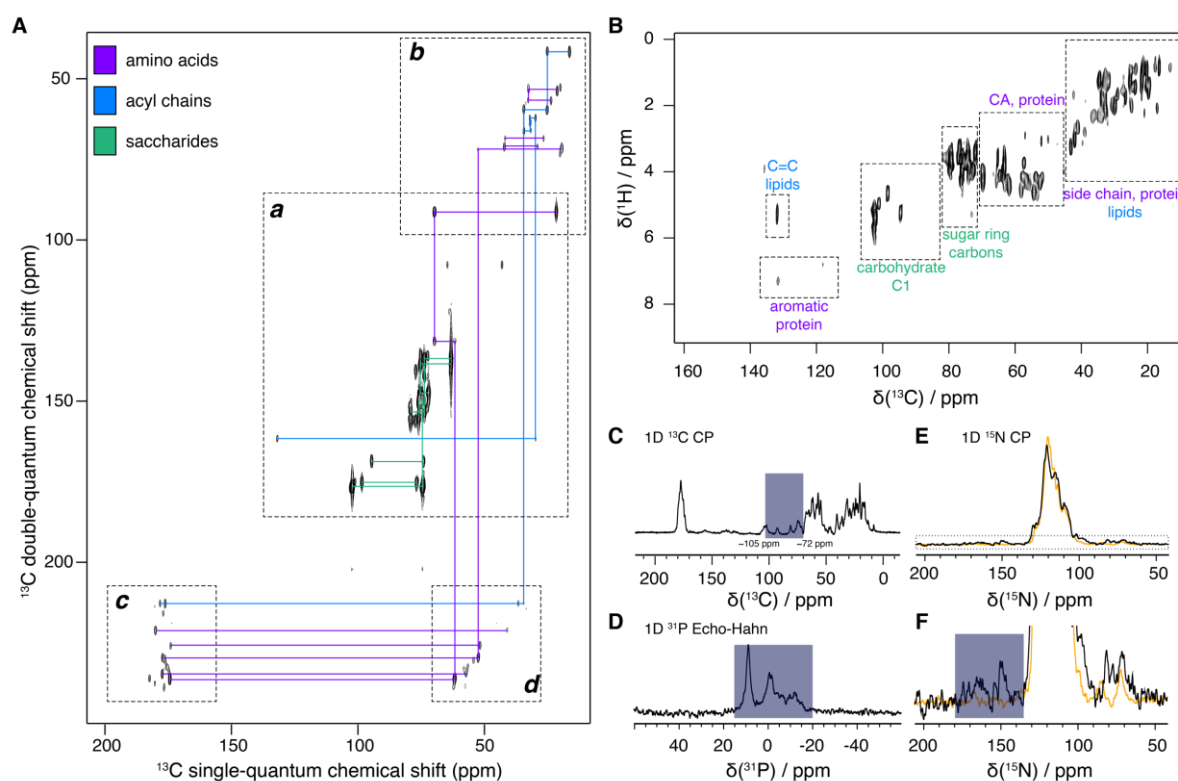 A
amino acids
acyl chains
saccharides
b
a
c
d
50
100
150
200
¹³C double-quantum chemical shift (ppm)
200
150
100
50
¹³C single-quantum chemical shift (ppm)
B
0
2
4
6
8
δ(¹H) / ppm
CA, protein
C=C
lipids
side chain, protein
lipids
sugar ring
carbons
carbohydrate
C1
aromatic
protein
160
140
120
100
80
60
40
20
δ(¹³C) / ppm
C
1D ¹³C CP
–105 ppm
–72 ppm
200
150
100
50
0
δ(¹³C) / ppm
E
1D ¹⁵N CP
200
150
100
50
δ(¹⁵N) / ppm
D
1D ³¹P Echo-Hahn
60
40
20
0
-20
-40
δ(³¹P) / ppm
F
200
150
100
50
δ(¹⁵N) / ppm